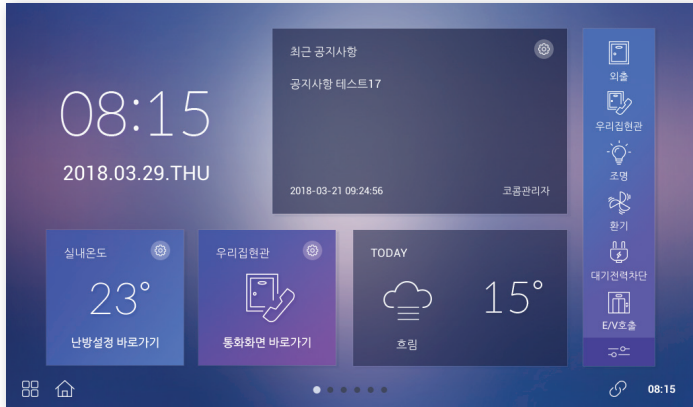 08:15
2018.03.29.THU
최근 공지사항
공지사항 테스트17
2018-03-21 09:24:56
코콤관리자
실내온도
23°
난방설정 바로가기
우리집현관
통화화면 바로가기
TODAY
15°
흐림
외출
우리집현관
조명
환기
대기전력차단
E/V호출
08:15